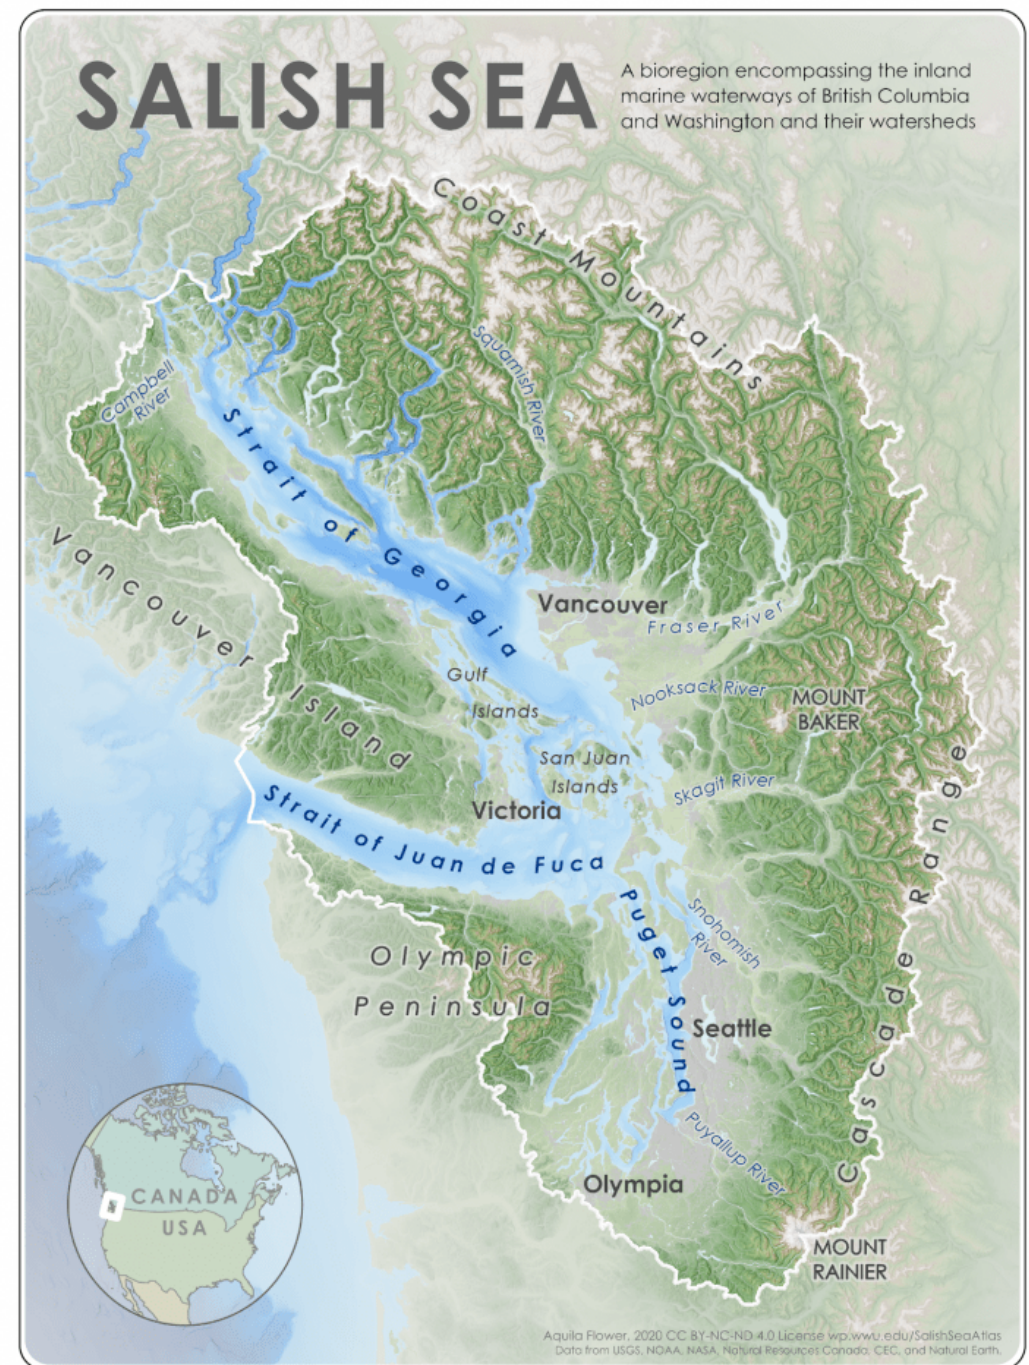 SALISH SEA
A bioregion encompassing the inland
marine waterways of British Columbia
and Washington and their watersheds
Coast Mountains
Squamish River
Campbell
River
Strait of Georgia
Vancouver Island
Vancouver
Fraser River
Gulf
Islands
Nooksack River
MOUNT
BAKER
San Juan
Islands
Skagit River
Victoria
Strait of Juan de Fuca
Cascade Range
Puget Sound
Snohomish
River
Olympic
Peninsula
Seattle
Puyallup River
Olympia
CANADA
USA
MOUNT
RAINIER
Aquila Flower, 2020 CC BY-NC-ND 4.0 License wp.wwu.edu/SalishSeaAtlas
Data from USGS, NOAA, NASA, Natural Resources Canada, CEC, and Natural Earth.